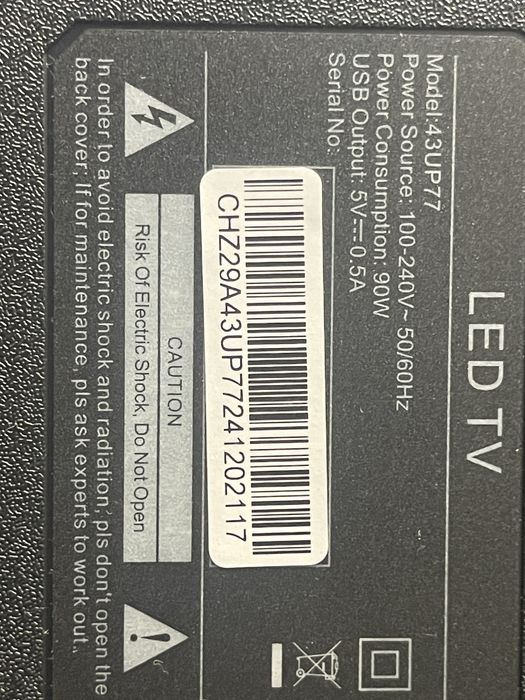 LED TV
Model:43UP77
Power Source: 100-240V~ 50/60Hz
Power Consumption: 90W
USB Output: 5V⎓0.5A
Serial No:
CHZ29A43UP77241202117
CAUTION
Risk Of Electric Shock, Do Not Open
In order to avoid electric shock and radiation, pls don't open the
back cover; If for maintenance, pls ask experts to work out..